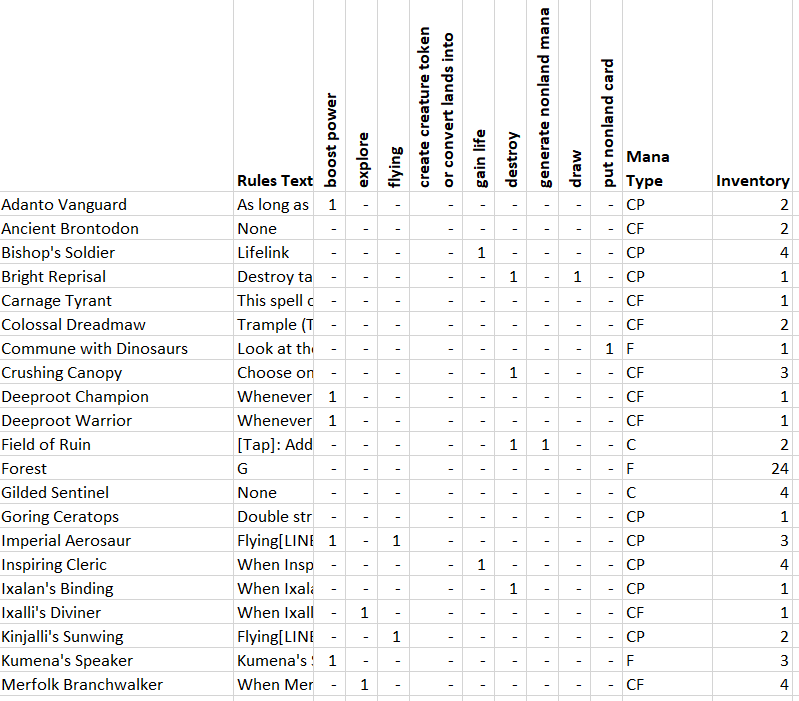 Rules Text boost power explore flying create creature token or convert lands into gain life destroy generate nonland mana draw put nonland card Mana Type Inventory
Adanto Vanguard As long as 1 - - - - - - - - CP 2
Ancient Brontodon None - - - - - - - - - CF 2
Bishop's Soldier Lifelink - - - - 1 - - - - CP 4
Bright Reprisal Destroy ta - - - - - 1 - 1 - CP 1
Carnage Tyrant This spell c - - - - - - - - - CF 1
Colossal Dreadmaw Trample (T - - - - - - - - - CF 2
Commune with Dinosaurs Look at the - - - - - - - - 1 F 1
Crushing Canopy Choose on - - - - - 1 - - - CF 3
Deeproot Champion Whenever 1 - - - - - - - - CF 1
Deeproot Warrior Whenever 1 - - - - - - - - CF 1
Field of Ruin [Tap]: Add - - - - - 1 1 - - C 2
Forest G - - - - - - - - - F 24
Gilded Sentinel None - - - - - - - - - C 4
Goring Ceratops Double str - - - - - - - - - CP 1
Imperial Aerosaur Flying[LINE 1 - 1 - - - - - - CP 3
Inspiring Cleric When Insp - - - - 1 - - - - CP 4
Ixalan's Binding When Ixala - - - - - 1 - - - CP 1
Ixalli's Diviner When Ixall - 1 - - - - - - - CF 1
Kinjalli's Sunwing Flying[LINE - - 1 - - - - - - CP 2
Kumena's Speaker Kumena's S 1 - - - - - - - - F 3
Merfolk Branchwalker When Mer - 1 - - - - - - - CF 4